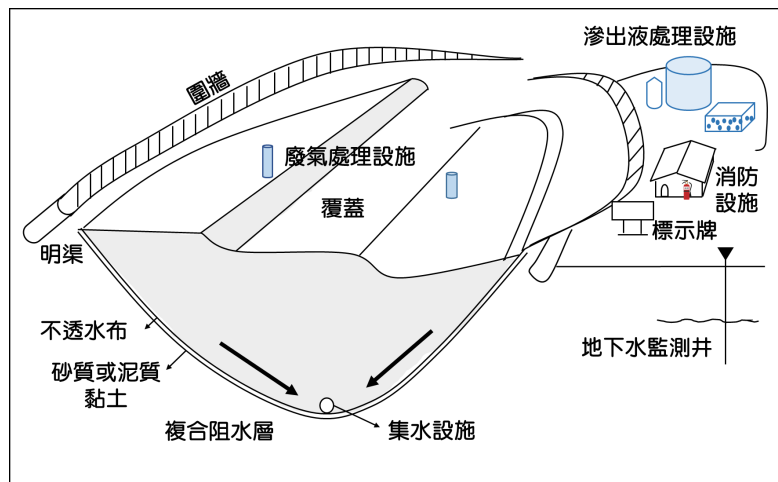 滲出液處理設施
圍牆
廢氣處理設施
消防
設施
覆蓋
標示牌
明渠
不透水布
地下水監測井
砂質或泥質
黏土
複合阻水層
集水設施